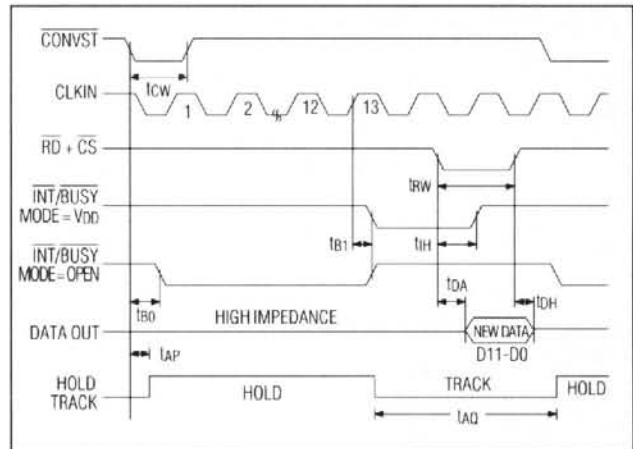 CONVST
tCW
CLKIN
1 2 12 13
RD + CS
tRW
INT/BUSY
MODE = VDD
tB1 tIH
INT/BUSY
MODE = OPEN
tB0 tDA tDH
HIGH IMPEDANCE
DATA OUT NEW DATA
D11-D0
tAP
HOLD
TRACK HOLD TRACK HOLD
tAQ